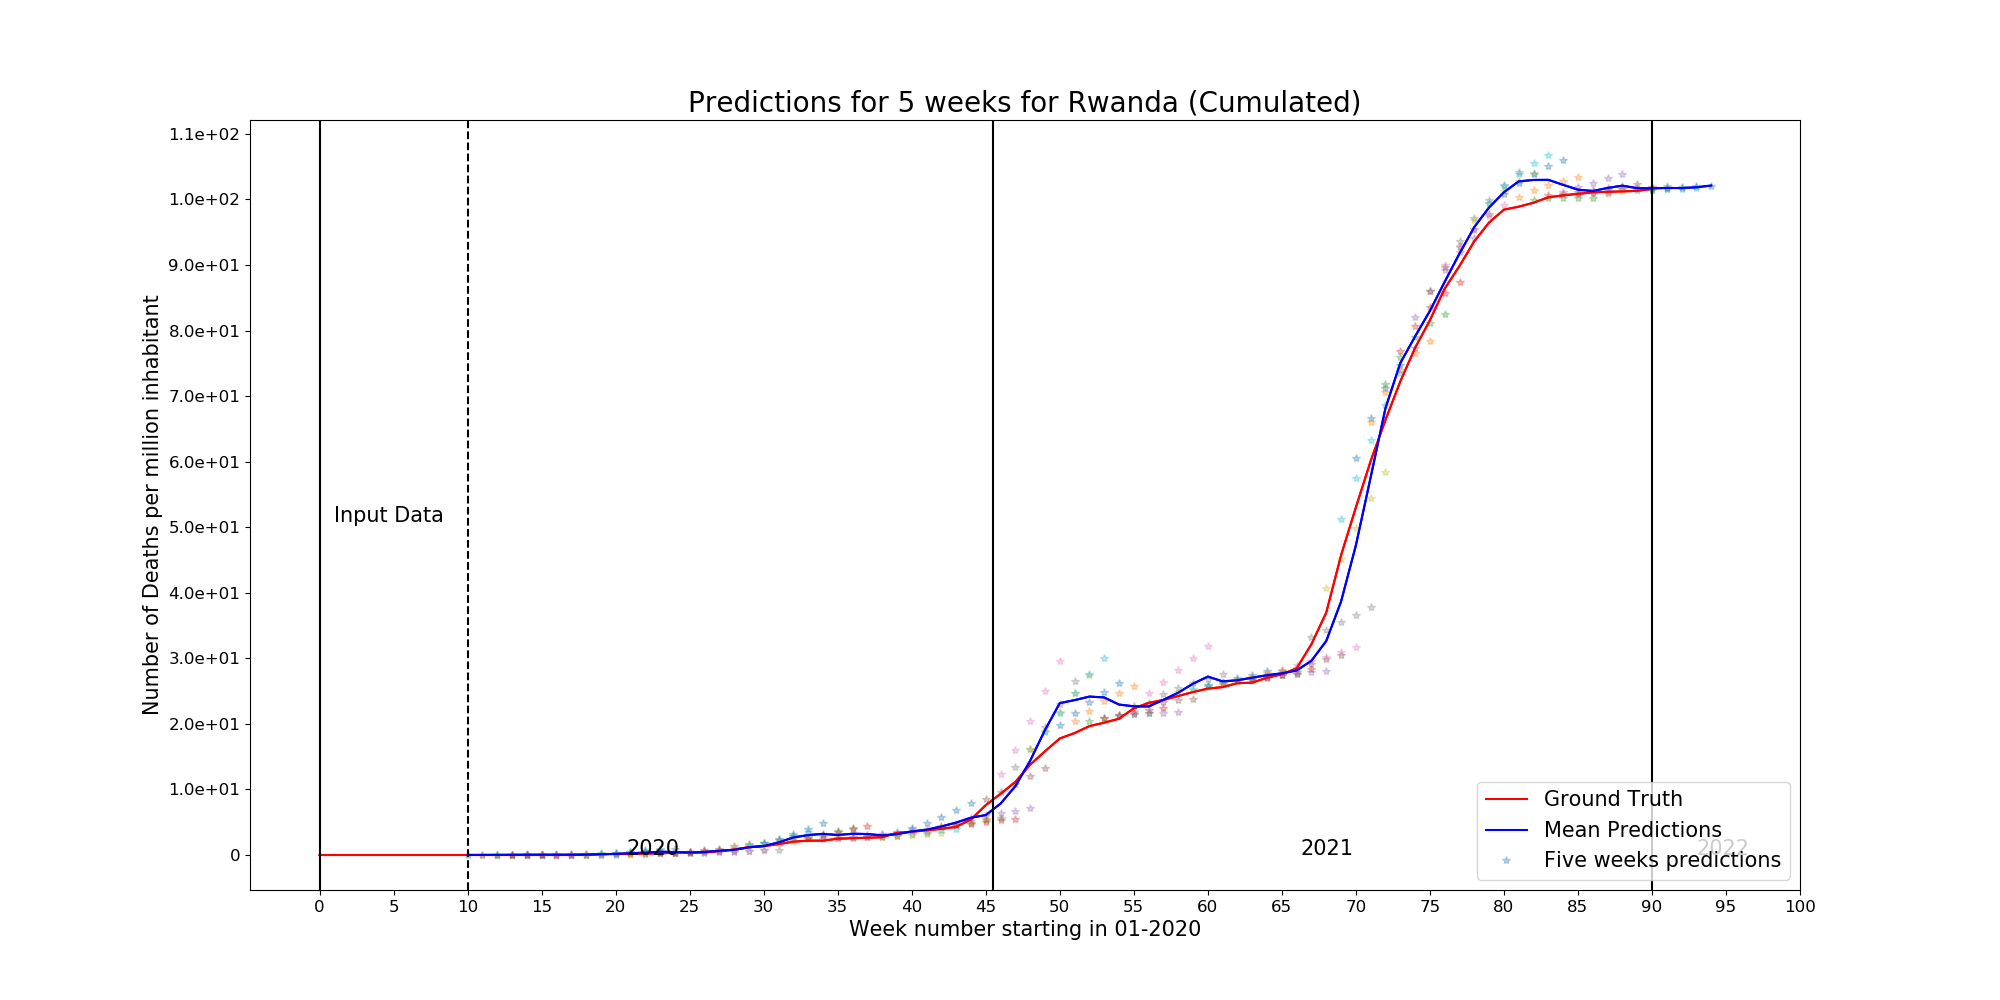 Predictions for 5 weeks for Rwanda (Cumulated)
Number of Deaths per million inhabitant
1.1e+02
1.0e+02
9.0e+01
8.0e+01
7.0e+01
6.0e+01
5.0e+01
4.0e+01
3.0e+01
2.0e+01
1.0e+01
0
Input Data
2020
2021
2022
Ground Truth
Mean Predictions
Five weeks predictions
0 5 10 15 20 25 30 35 40 45 50 55 60 65 70 75 80 85 90 95 100
Week number starting in 01-2020